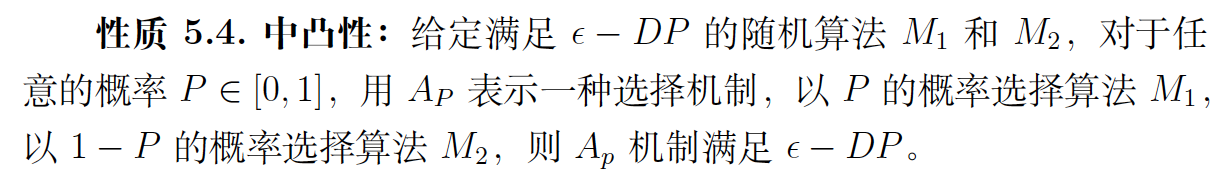 性质 5.4. 中凸性：给定满足 ϵ − DP 的随机算法 M₁ 和 M₂，对于任
意的概率 P ∈ [0, 1]，用 A_P 表示一种选择机制，以 P 的概率选择算法 M₁，
以 1 − P 的概率选择算法 M₂，则 A_p 机制满足 ϵ − DP。